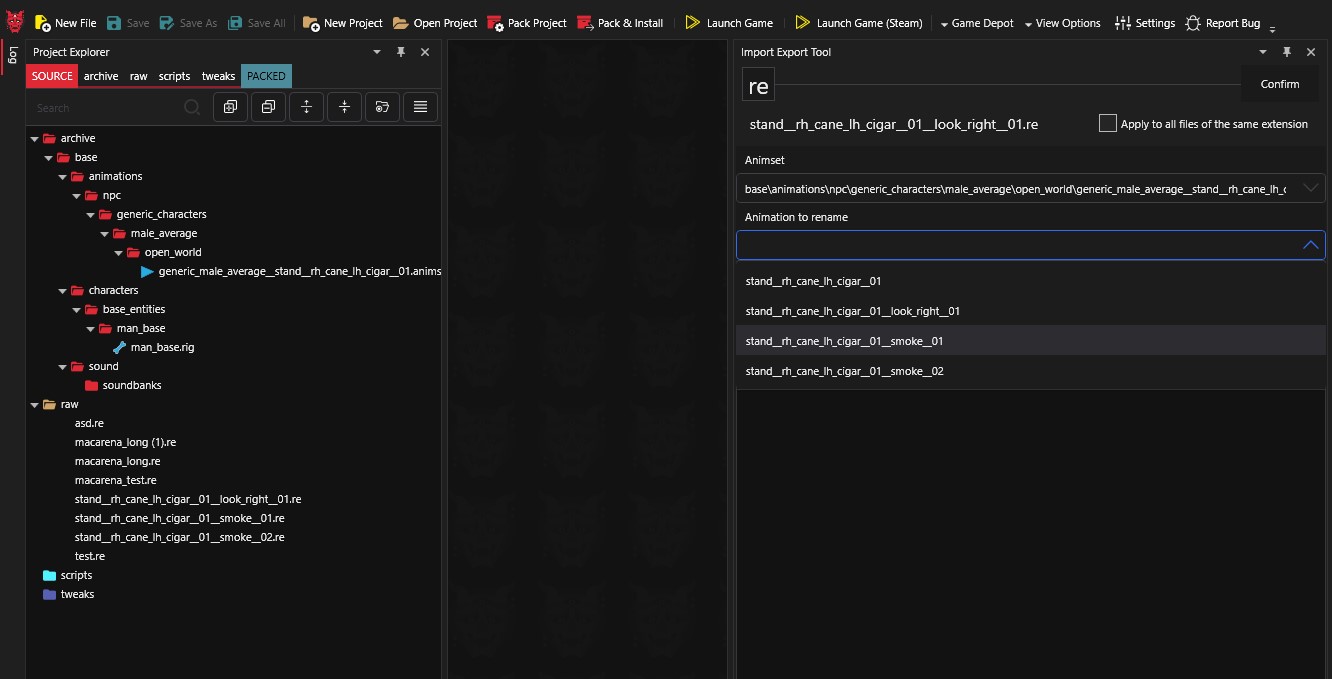 New File Save Save As Save All New Project Open Project Pack Project Pack & Install Launch Game Launch Game (Steam) Game Depot View Options Settings Report Bug
Log
Project Explorer
SOURCE archive raw scripts tweaks PACKED
Search
archive
base
animations
npc
generic_characters
male_average
open_world
generic_male_average__stand__rh_cane_lh_cigar__01.anims
characters
base_entities
man_base
man_base.rig
sound
soundbanks
raw
asd.re
macarena_long (1).re
macarena_long.re
macarena_test.re
stand__rh_cane_lh_cigar__01__look_right__01.re
stand__rh_cane_lh_cigar__01__smoke__01.re
stand__rh_cane_lh_cigar__01__smoke__02.re
test.re
scripts
tweaks
Import Export Tool
re
Confirm
stand__rh_cane_lh_cigar__01__look_right__01.re
Apply to all files of the same extension
Animset
base\animations\npc\generic_characters\male_average\open_world\generic_male_average__stand__rh_cane_lh_c
Animation to rename
stand__rh_cane_lh_cigar__01
stand__rh_cane_lh_cigar__01__look_right__01
stand__rh_cane_lh_cigar__01__smoke__01
stand__rh_cane_lh_cigar__01__smoke__02